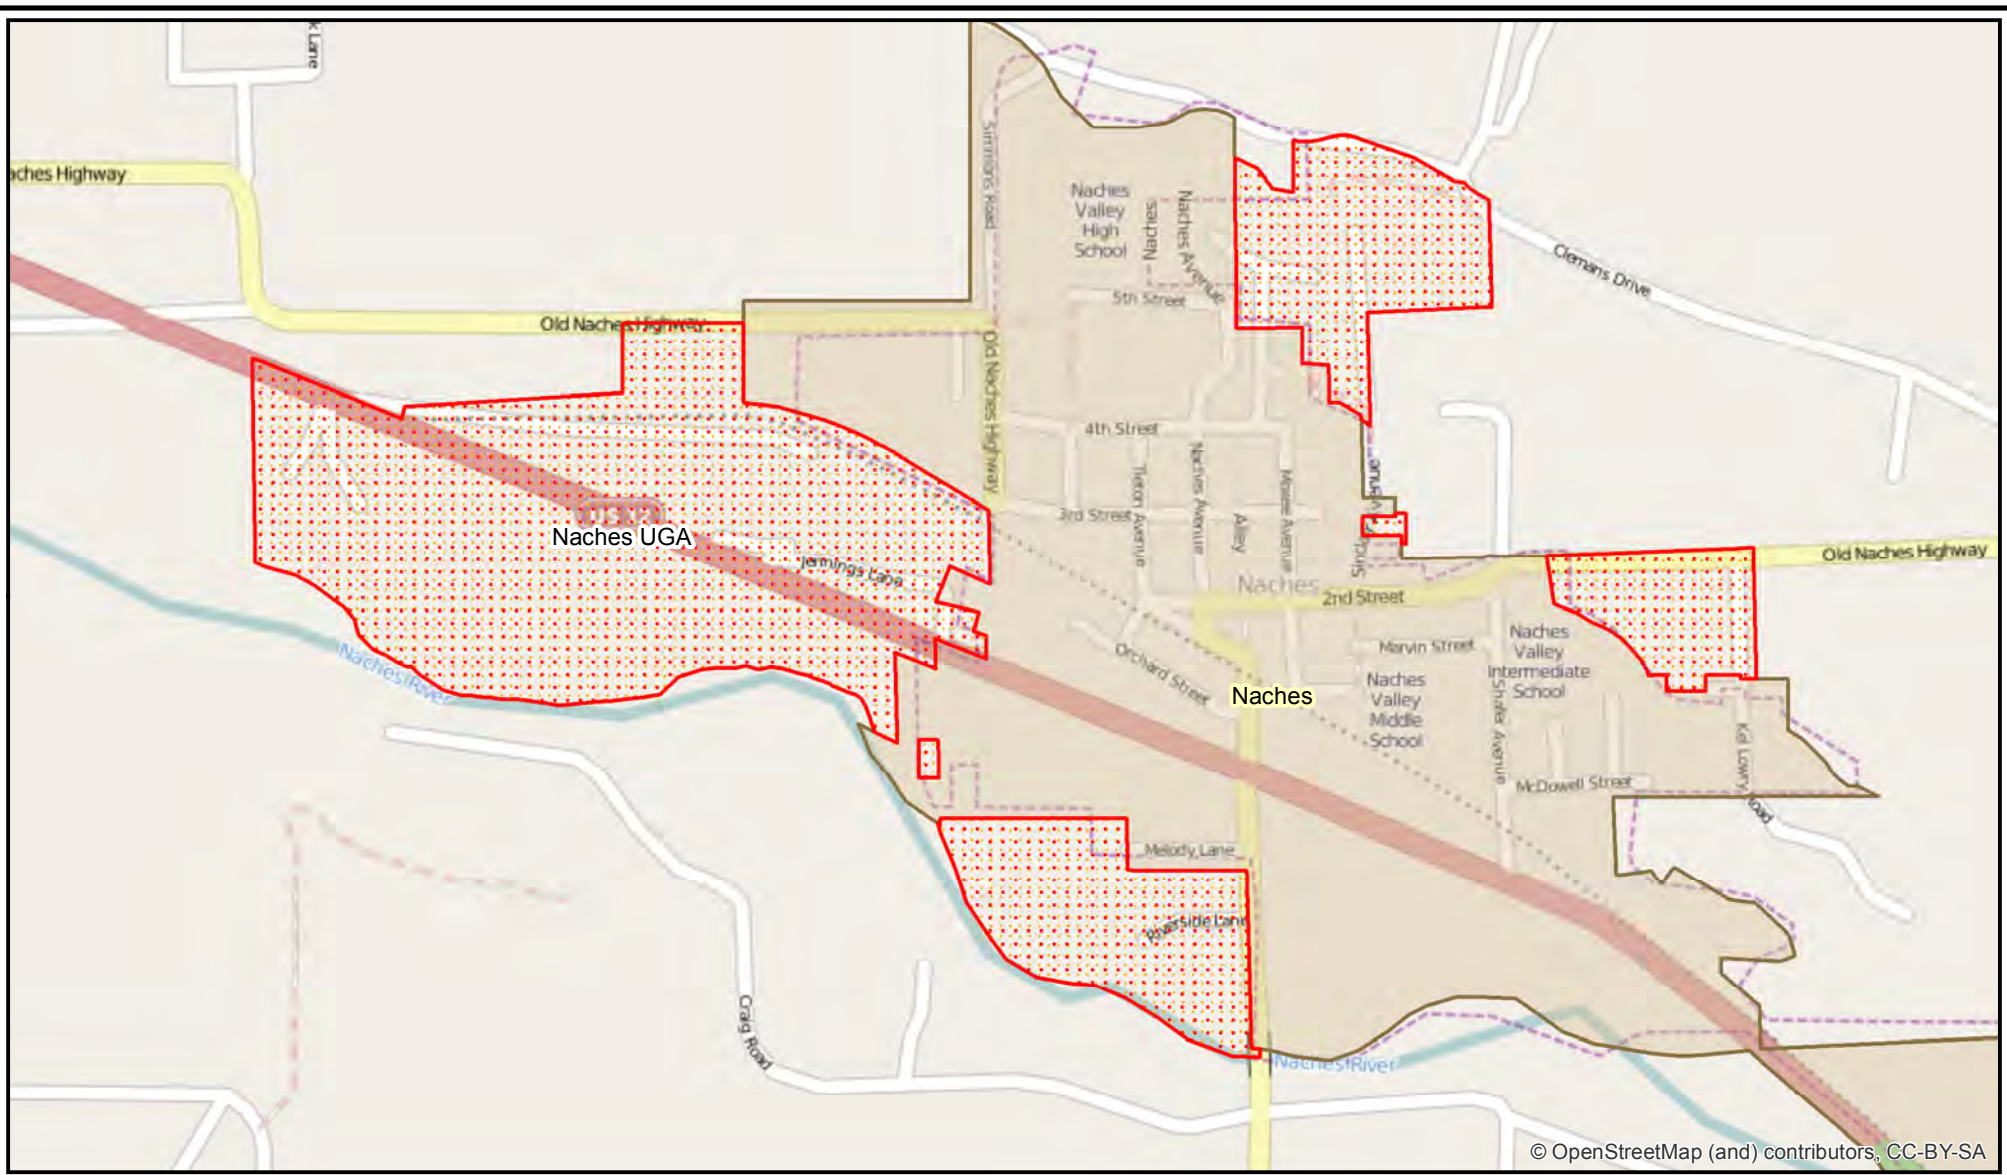 k Lane
aches Highway
Simmons Road
Naches
Valley
High
School
Naches
Naches Avenue
Clemans Drive
5th Street
Old Naches Highway
Old Naches Highway
4th Street
Tieton Avenue
Naches Avenue
Alley
Moxee Avenue
3rd Street
US 12
Naches UGA
Jennings Lane
Naches
2nd Street
Old Naches Highway
Orchard Street
Marvin Street
Naches
Valley
Intermediate
School
Naches
Valley
Middle
School
Shafer Avenue
Naches River
Naches
Kel Lowry Road
McDowell Street
Melody Lane
Riverside Lane
Craig Road
Naches River
© OpenStreetMap (and) contributors, CC-BY-SA